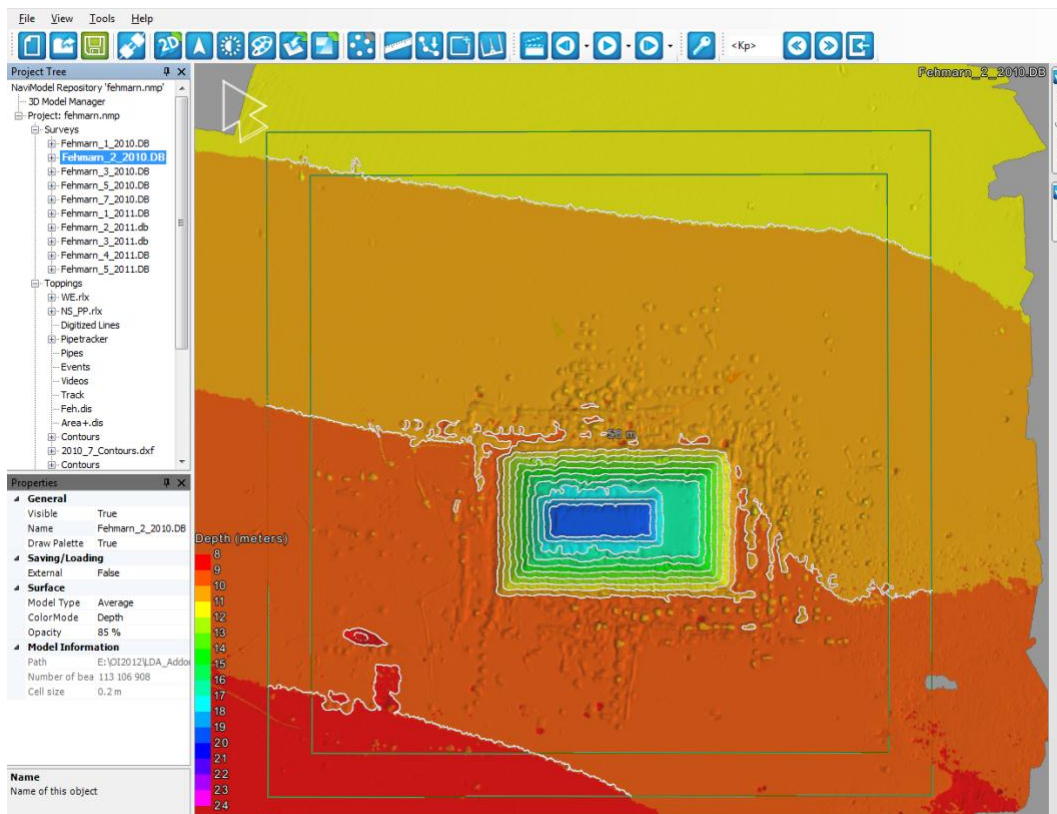 File View Tools Help
2D <Kp>
Project Tree
NaviModel Repository 'fehmarn.nmp'
3D Model Manager
Project: fehmarn.nmp
Surveys
Fehmarn_1_2010.DB
Fehmarn_2_2010.DB
Fehmarn_3_2010.DB
Fehmarn_5_2010.DB
Fehmarn_7_2010.DB
Fehmarn_1_2011.DB
Fehmarn_2_2011.db
Fehmarn_3_2011.db
Fehmarn_4_2011.DB
Fehmarn_5_2011.DB
Toppings
WE.rlx
NS_PP.rlx
Digitized Lines
Pipetracker
Pipes
Events
Videos
Track
Feh.dis
Area+.dis
Contours
2010_7_Contours.dxf
Contours
Properties
General
Visible True
Name Fehmarn_2_2010.DB
Draw Palette True
Saving/Loading
External False
Surface
Model Type Average
ColorMode Depth
Opacity 85 %
Model Information
Path E:\OI2012\LDA_Addo
Number of bea 113 106 908
Cell size 0.2 m
Name
Name of this object
Fehmarn_2_2010.DB
Depth (meters)
8
9
10
11
12
13
14
15
16
17
18
19
20
21
22
23
24